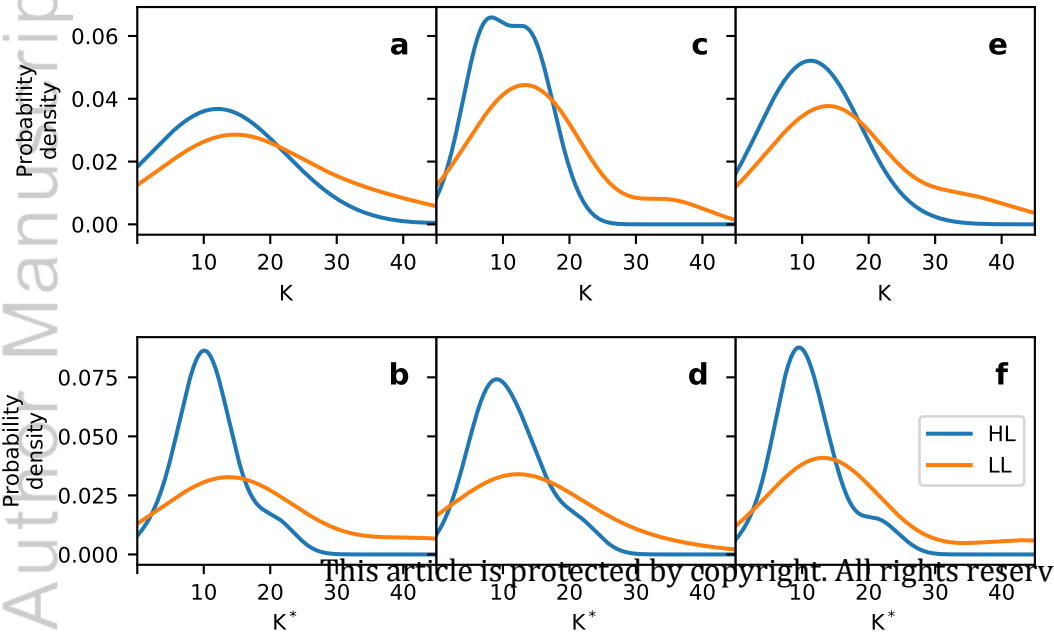 Author Manuscrip
Probability
density
0.06
0.04
0.02
0.00
a
c
e
10 20 30 40
10 20 30 40
10 20 30 40
K
K
K
Probability
density
0.075
0.050
0.025
0.000
b
d
f
HL
LL
This article is protected by copyright. All rights reserv
10 20 30 40
10 20 30 40
10 20 30 40
K*
K*
K*